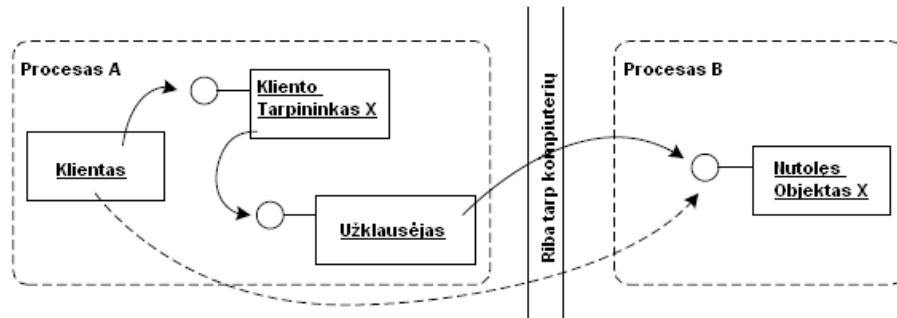 Procesas A
Kliento
Tarpininkas X
Klientas
Užklausėjas
Riba tarp kompiuterių
Procesas B
Nutolęs
Objektas X